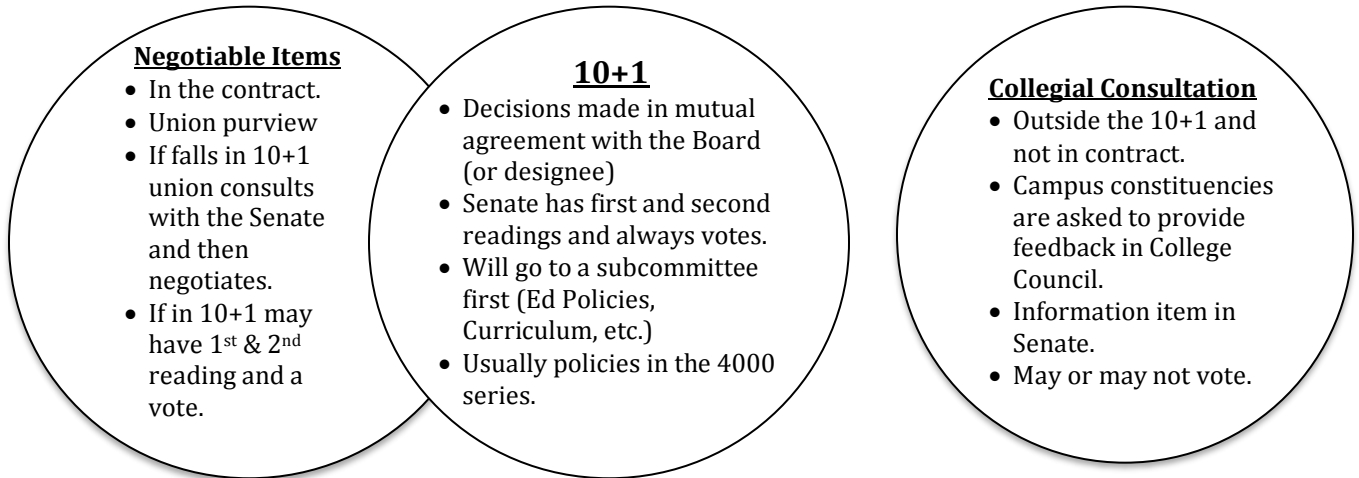 Negotiable Items
• In the contract.
• Union purview
• If falls in 10+1
union consults
with the Senate
and then
negotiates.
• If in 10+1 may
have 1st & 2nd
reading and a
vote.
10+1
• Decisions made in mutual
agreement with the Board
(or designee)
• Senate has first and second
readings and always votes.
• Will go to a subcommittee
first (Ed Policies,
Curriculum, etc.)
• Usually policies in the 4000
series.
Collegial Consultation
• Outside the 10+1 and
not in contract.
• Campus constituencies
are asked to provide
feedback in College
Council.
• Information item in
Senate.
• May or may not vote.